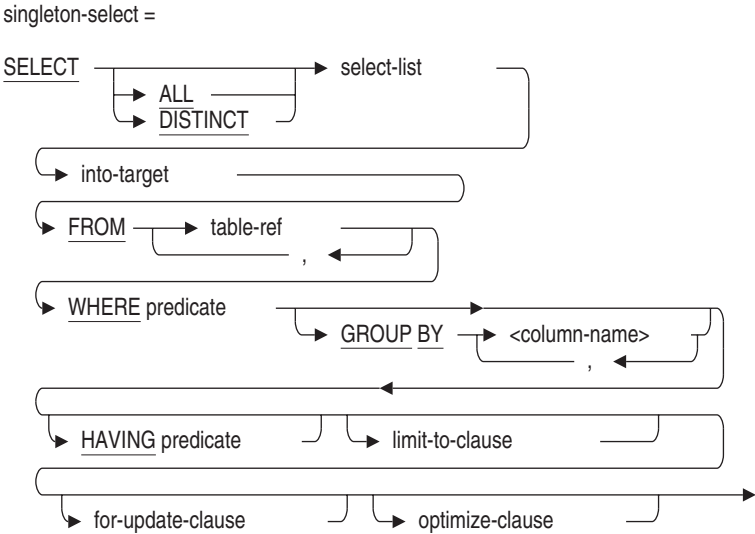 singleton-select =
SELECT select-list
ALL
DISTINCT
into-target
FROM table-ref
,
WHERE predicate
GROUP BY <column-name>
,
HAVING predicate limit-to-clause
for-update-clause optimize-clause